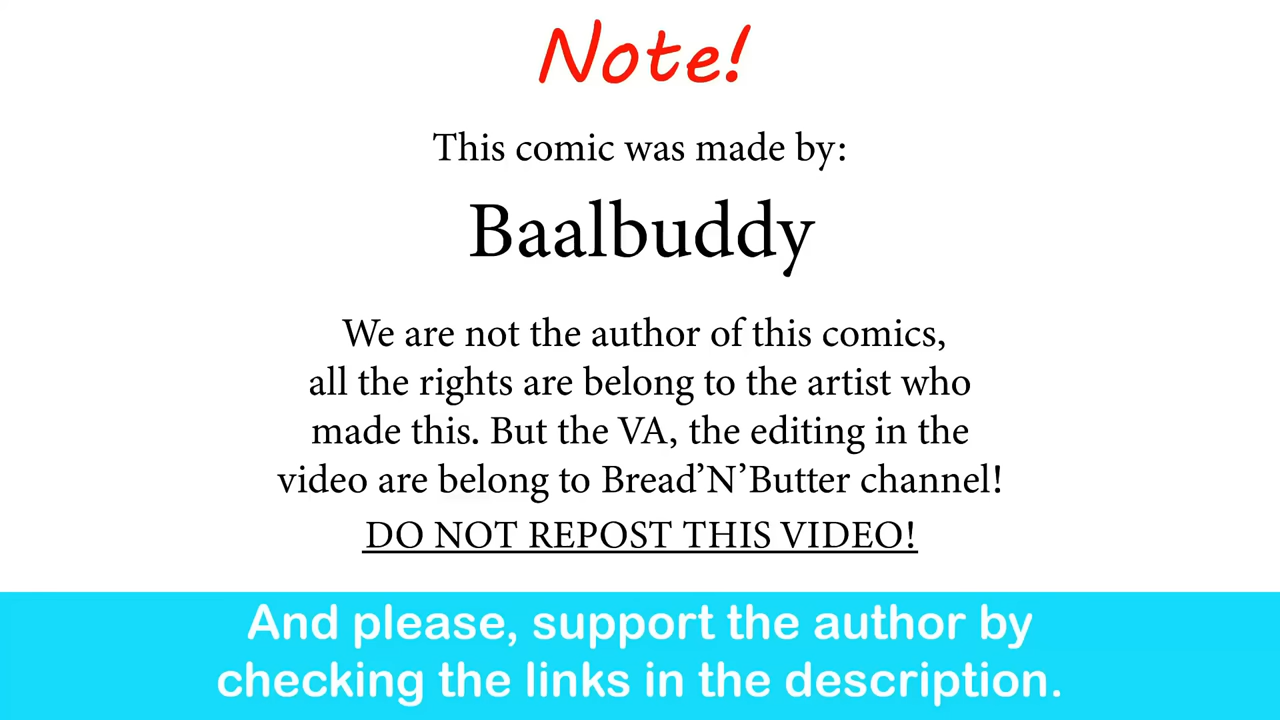 Note!
This comic was made by:
Baalbuddy
We are not the author of this comics,
all the rights are belong to the artist who
made this. But the VA, the editing in the
video are belong to Bread’N’Butter channel!
DO NOT REPOST THIS VIDEO!
And please, support the author by
checking the links in the description.